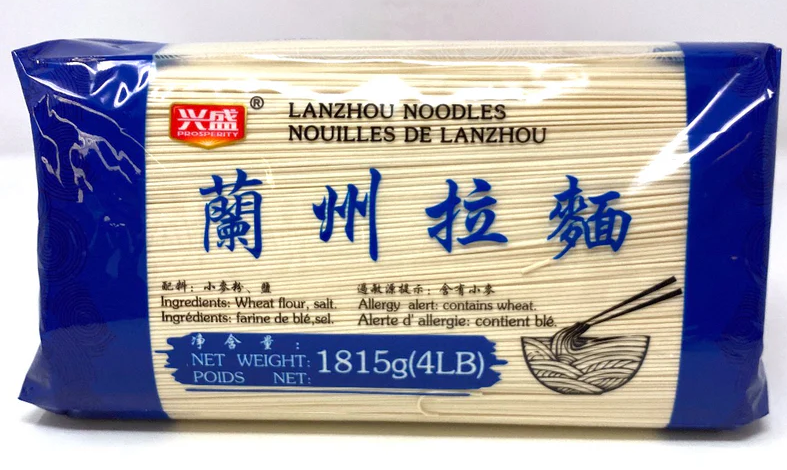 兴盛®
PROSPERITY
LANZHOU NOODLES
NOUILLES DE LANZHOU
蘭州拉麵
配料：小麥粉、鹽
Ingredients: Wheat flour, salt.
Ingrédients: farine de blé,sel.
過敏源提示：含有小麥
Allergy alert: contains wheat.
Alerte d' allergie: contient blé.
净含量：
NET WEIGHT:
POIDS NET:
1815g(4LB)